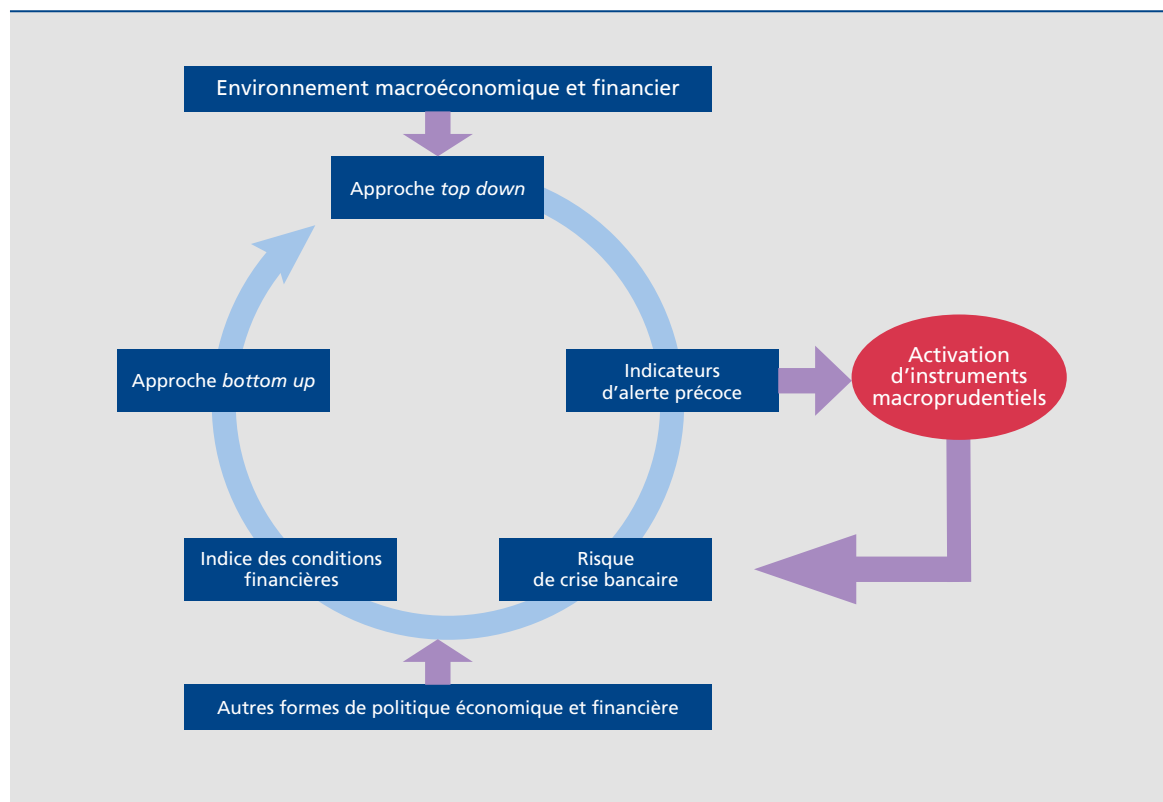 Environnement macroéconomique et financier
Approche top down
Indicateurs
d'alerte précoce
Activation
d'instruments
macroprudentiels
Approche bottom up
Indice des conditions
financières
Risque
de crise bancaire
Autres formes de politique économique et financière